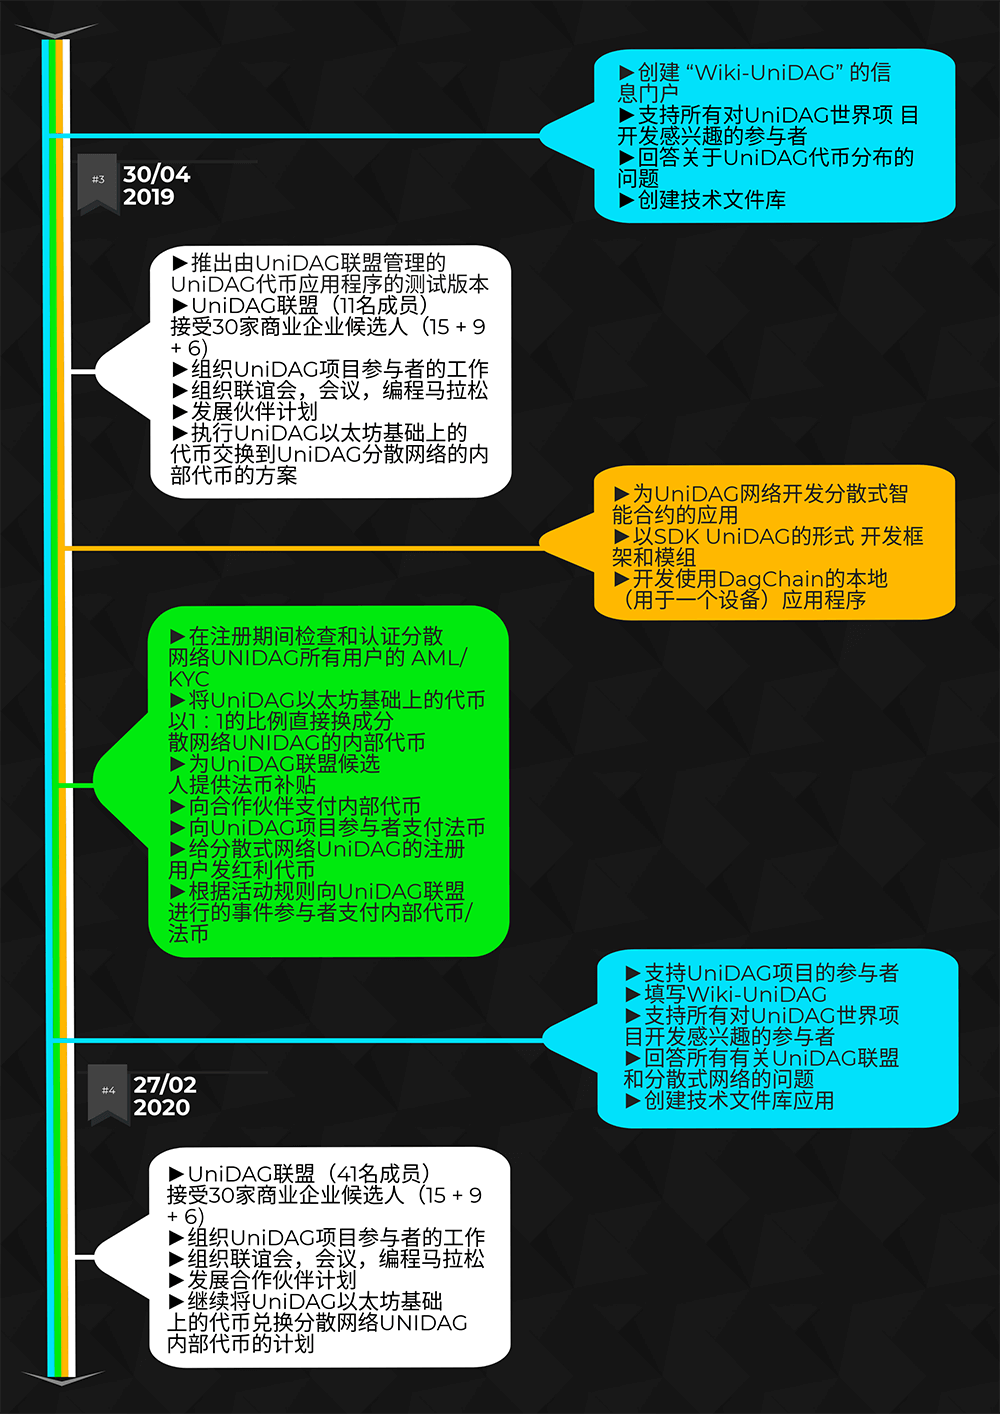 ►创建 “Wiki-UniDAG” 的信
息门户
►支持所有对UniDAG世界项 目
开发感兴趣的参与者
►回答关于UniDAG代币分布的
问题
►创建技术文件库
#3
30/04
2019
►推出由UniDAG联盟管理的
UniDAG代币应用程序的测试版本
►UniDAG联盟（11名成员）
接受30家商业企业候选人（15 + 9
+ 6)
►组织UniDAG项目参与者的工作
►组织联谊会，会议，编程马拉松
►发展伙伴计划
►执行UniDAG以太坊基础上的
代币交换到UniDAG分散网络的内
部代币的方案
►为UniDAG网络开发分散式智
能合约的应用
►以SDK UniDAG的形式 开发框
架和模组
►开发使用DagChain的本地
（用于一个设备）应用程序
►在注册期间检查和认证分散
网络UNIDAG所有用户的 AML/
KYC
►将UniDAG以太坊基础上的代币
以1：1的比例直接换成分
散网络UNIDAG的内部代币
►为UniDAG联盟候选
人提供法币补贴
►向合作伙伴支付内部代币
►向UniDAG项目参与者支付法币
►给分散式网络UniDAG的注册
用户发红利代币
►根据活动规则向UniDAG联盟
进行的事件参与者支付内部代币/
法币
►支持UniDAG项目的参与者
►填写Wiki-UniDAG
►支持所有对UniDAG世界项
目开发感兴趣的参与者
►回答所有有关UniDAG联盟
和分散式网络的问题
►创建技术文件库应用
#4
27/02
2020
►UniDAG联盟（41名成员）
接受30家商业企业候选人（15 + 9
+ 6)
►组织UniDAG项目参与者的工作
►组织联谊会，会议，编程马拉松
►发展合作伙伴计划
►继续将UniDAG以太坊基础
上的代币兑换分散网络UNIDAG
内部代币的计划